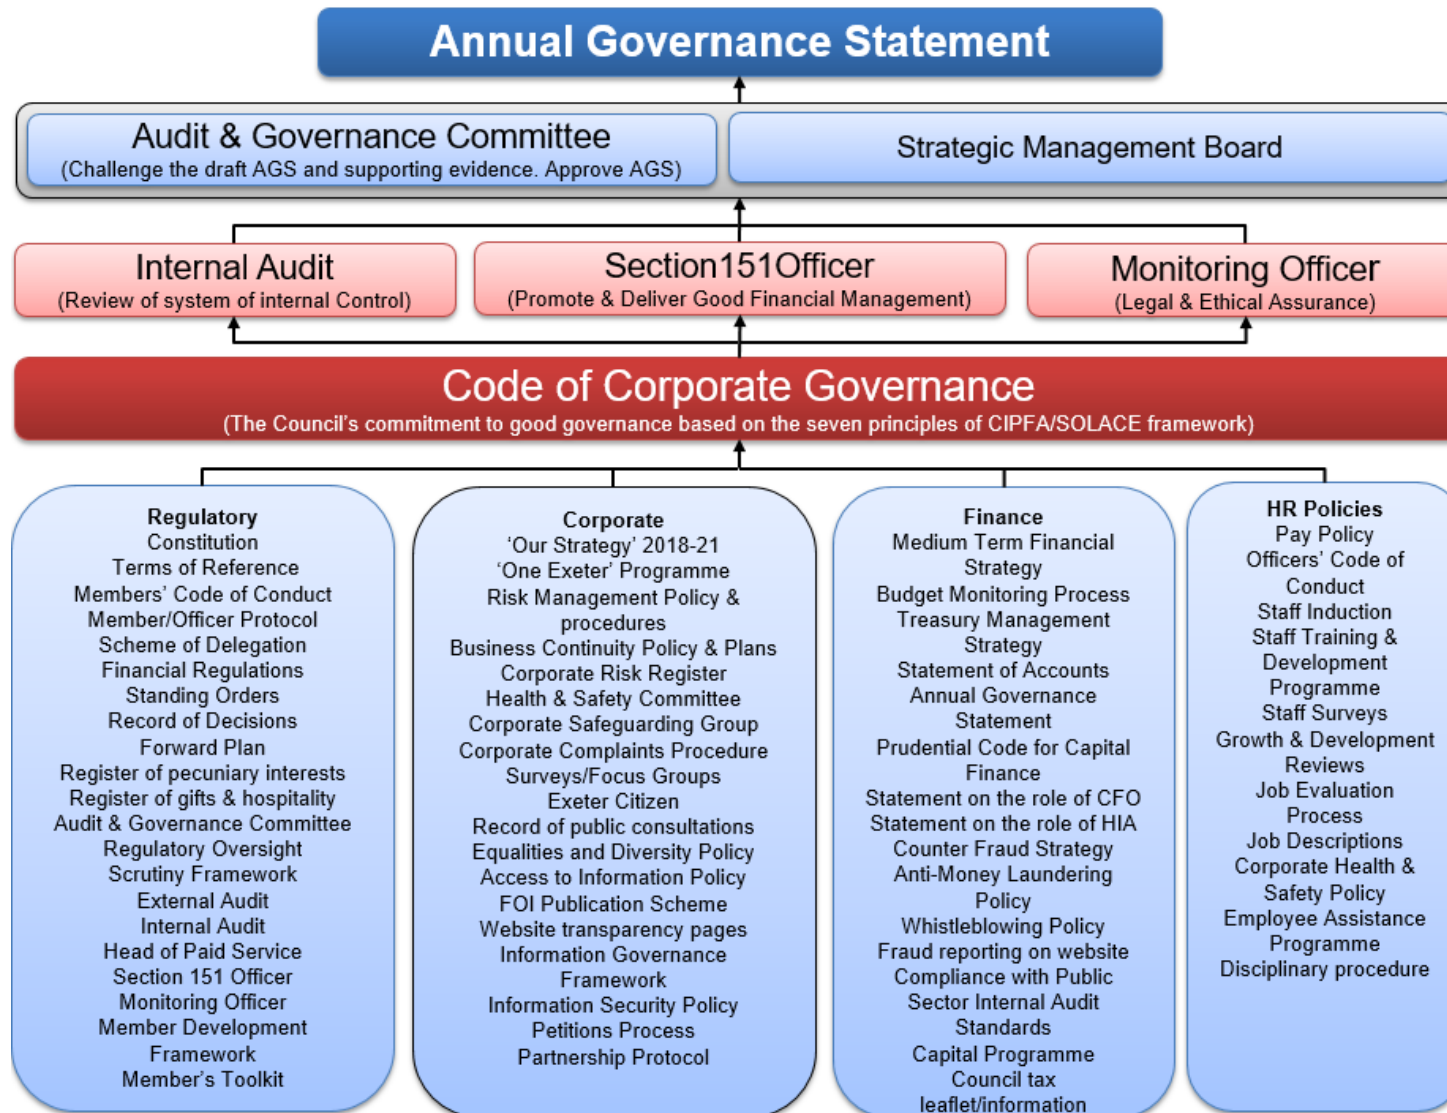 Annual Governance Statement
Audit & Governance Committee
(Challenge the draft AGS and supporting evidence. Approve AGS)
Strategic Management Board
Internal Audit
(Review of system of internal Control)
Section151Officer
(Promote & Deliver Good Financial Management)
Monitoring Officer
(Legal & Ethical Assurance)
Code of Corporate Governance
(The Council's commitment to good governance based on the seven principles of CIPFA/SOLACE framework)
Regulatory
Constitution
Terms of Reference
Members' Code of Conduct
Member/Officer Protocol
Scheme of Delegation
Financial Regulations
Standing Orders
Record of Decisions
Forward Plan
Register of pecuniary interests
Register of gifts & hospitality
Audit & Governance Committee
Regulatory Oversight
Scrutiny Framework
External Audit
Internal Audit
Head of Paid Service
Section 151 Officer
Monitoring Officer
Member Development
Framework
Member's Toolkit
Corporate
'Our Strategy' 2018-21
'One Exeter' Programme
Risk Management Policy &
procedures
Business Continuity Policy & Plans
Corporate Risk Register
Health & Safety Committee
Corporate Safeguarding Group
Corporate Complaints Procedure
Surveys/Focus Groups
Exeter Citizen
Record of public consultations
Equalities and Diversity Policy
Access to Information Policy
FOI Publication Scheme
Website transparency pages
Information Governance
Framework
Information Security Policy
Petitions Process
Partnership Protocol
Finance
Medium Term Financial
Strategy
Budget Monitoring Process
Treasury Management
Strategy
Statement of Accounts
Annual Governance
Statement
Prudential Code for Capital
Finance
Statement on the role of CFO
Statement on the role of HIA
Counter Fraud Strategy
Anti-Money Laundering
Policy
Whistleblowing Policy
Fraud reporting on website
Compliance with Public
Sector Internal Audit
Standards
Capital Programme
Council tax
leaflet/information
HR Policies
Pay Policy
Officers' Code of
Conduct
Staff Induction
Staff Training &
Development
Programme
Staff Surveys
Growth & Development
Reviews
Job Evaluation
Process
Job Descriptions
Corporate Health &
Safety Policy
Employee Assistance
Programme
Disciplinary procedure